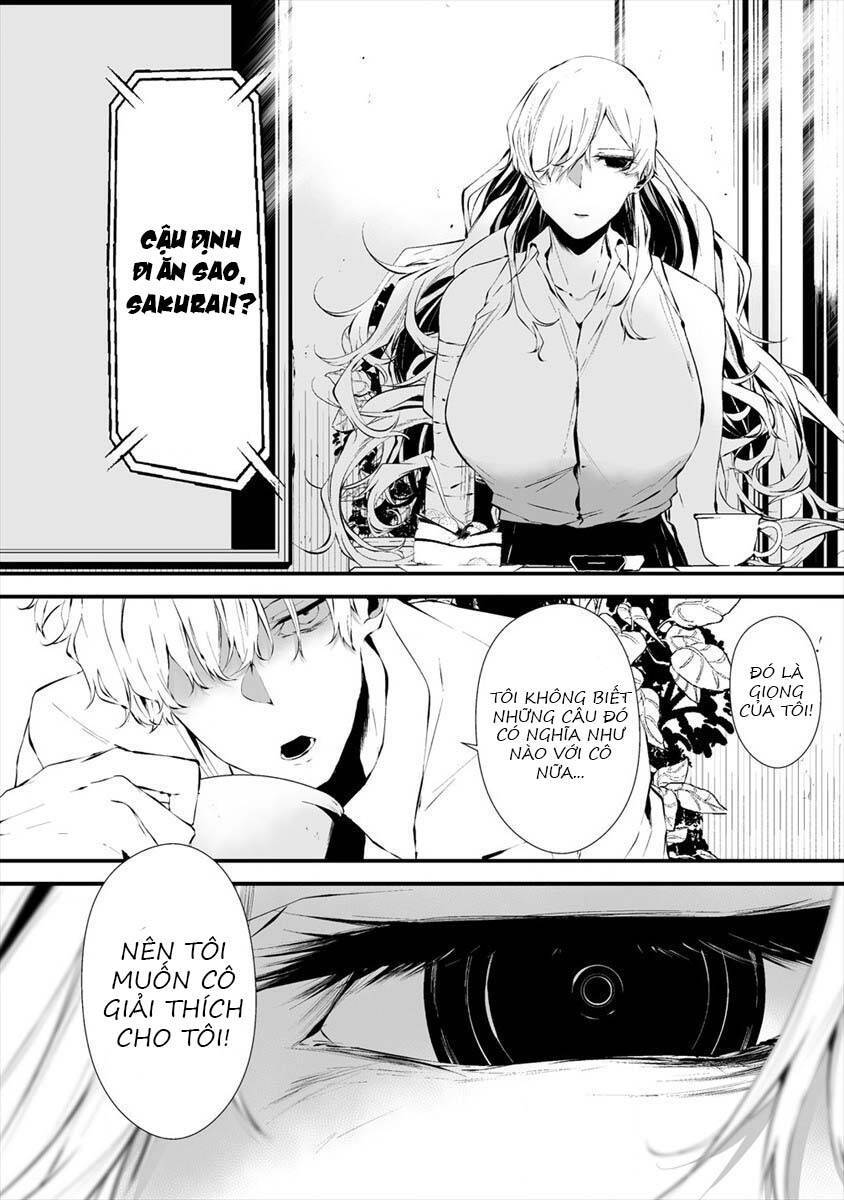 CẬU ĐỊNH
ĐI ĂN SAO,
SAKURAI!?
ĐÓ LÀ
GIỌNG
CỦA TÔI!
TÔI KHÔNG BIẾT
NHỮNG CÂU ĐÓ
CÓ NGHĨA NHƯ
NÀO VỚI CÔ
NỮA...
NÊN TÔI
MUỐN CÔ
GIẢI THÍCH
CHO TÔI!